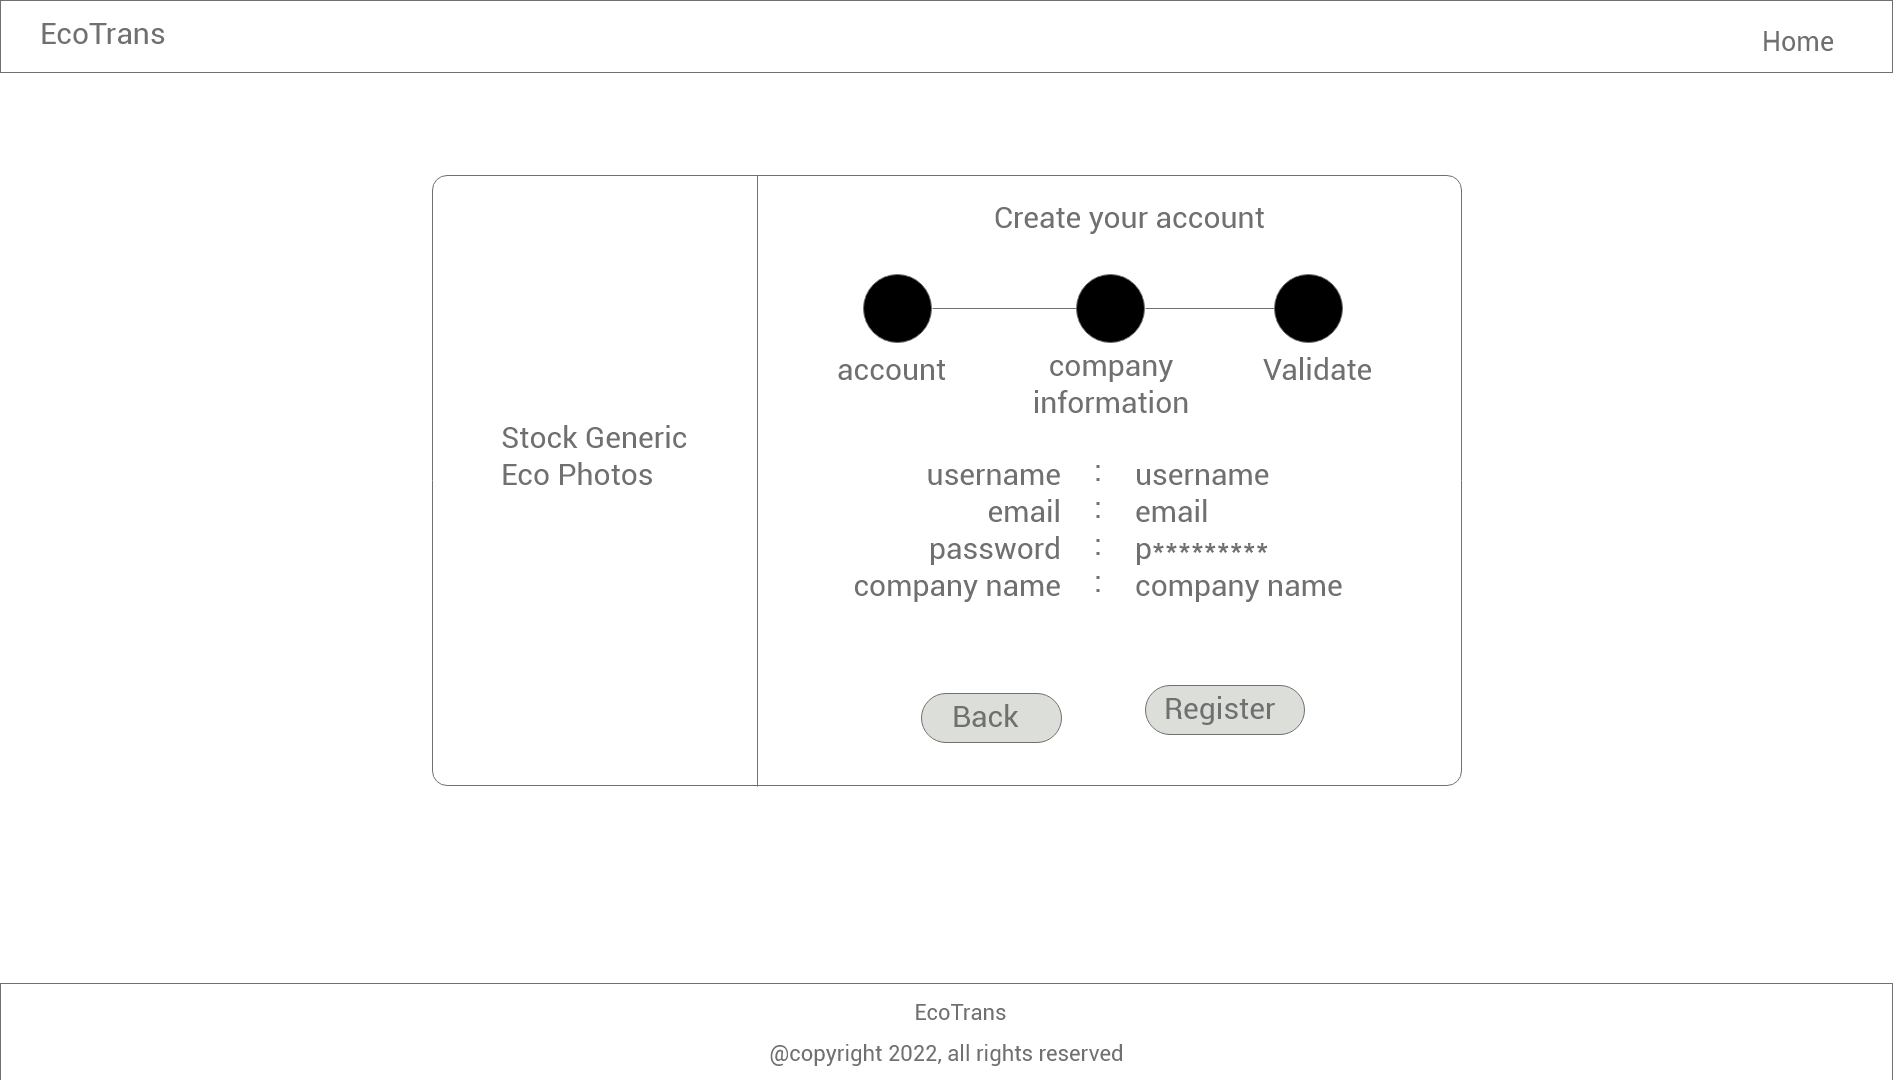 EcoTrans
Home
Create your account
account
company
information
Validate
Stock Generic
Eco Photos
username : username
email : email
password : p*********
company name : company name
Back
Register
EcoTrans
@copyright 2022, all rights reserved